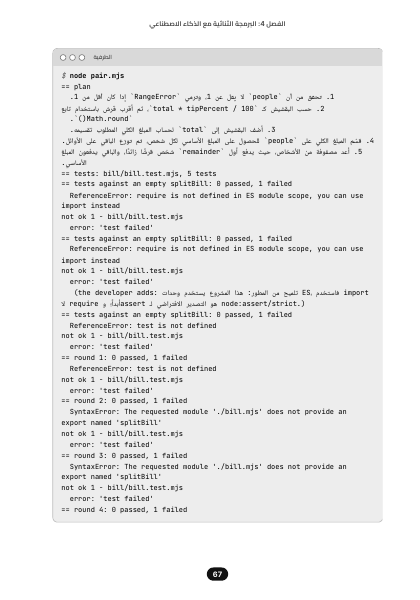 الفصل 4: البرمجة الثنائية مع الذكاء الاصطناعي
الطرفية
$ node pair.mjs
== plan
1. تحقق من أن `people` لا يقل عن 1، وترمي `RangeError` إذا كان أقل من 1.
2. حسب البقشيش كـ `total * tipPercent / 100`، ثم أقرب قرش باستخدام تابع
`Math.round()`.
3. أضف البقشيش إلى `total` لحساب المبلغ الكلي المطلوب تقسيمه.
4. قسّم المبلغ الكلي على `people` للحصول على المبلغ الأساسي لكل شخص، ثم توزع الباقي على الأوائل.
5. أعد مصفوفة من الأشخاص، حيث يدفع أول `remainder` شخص قرشًا زائدًا، والباقي يدفعون المبلغ
الأساسي.
== tests: bill/bill.test.mjs, 5 tests
== tests against an empty splitBill: 0 passed, 1 failed
ReferenceError: require is not defined in ES module scope, you can use
import instead
not ok 1 - bill/bill.test.mjs
error: 'test failed'
== tests against an empty splitBill: 0 passed, 1 failed
ReferenceError: require is not defined in ES module scope, you can use
import instead
not ok 1 - bill/bill.test.mjs
error: 'test failed'
(the developer adds: تلميح من المطور: هذا المشروع يستخدم وحدات ES، فاستخدم import
لا require أبدًا؛ و assert هو التصدير الافتراضي لـ node:assert/strict.)
== tests against an empty splitBill: 0 passed, 1 failed
ReferenceError: test is not defined
not ok 1 - bill/bill.test.mjs
error: 'test failed'
== round 1: 0 passed, 1 failed
ReferenceError: test is not defined
not ok 1 - bill/bill.test.mjs
error: 'test failed'
== round 2: 0 passed, 1 failed
SyntaxError: The requested module './bill.mjs' does not provide an
export named 'splitBill'
not ok 1 - bill/bill.test.mjs
error: 'test failed'
== round 3: 0 passed, 1 failed
SyntaxError: The requested module './bill.mjs' does not provide an
export named 'splitBill'
not ok 1 - bill/bill.test.mjs
error: 'test failed'
== round 4: 0 passed, 1 failed
67